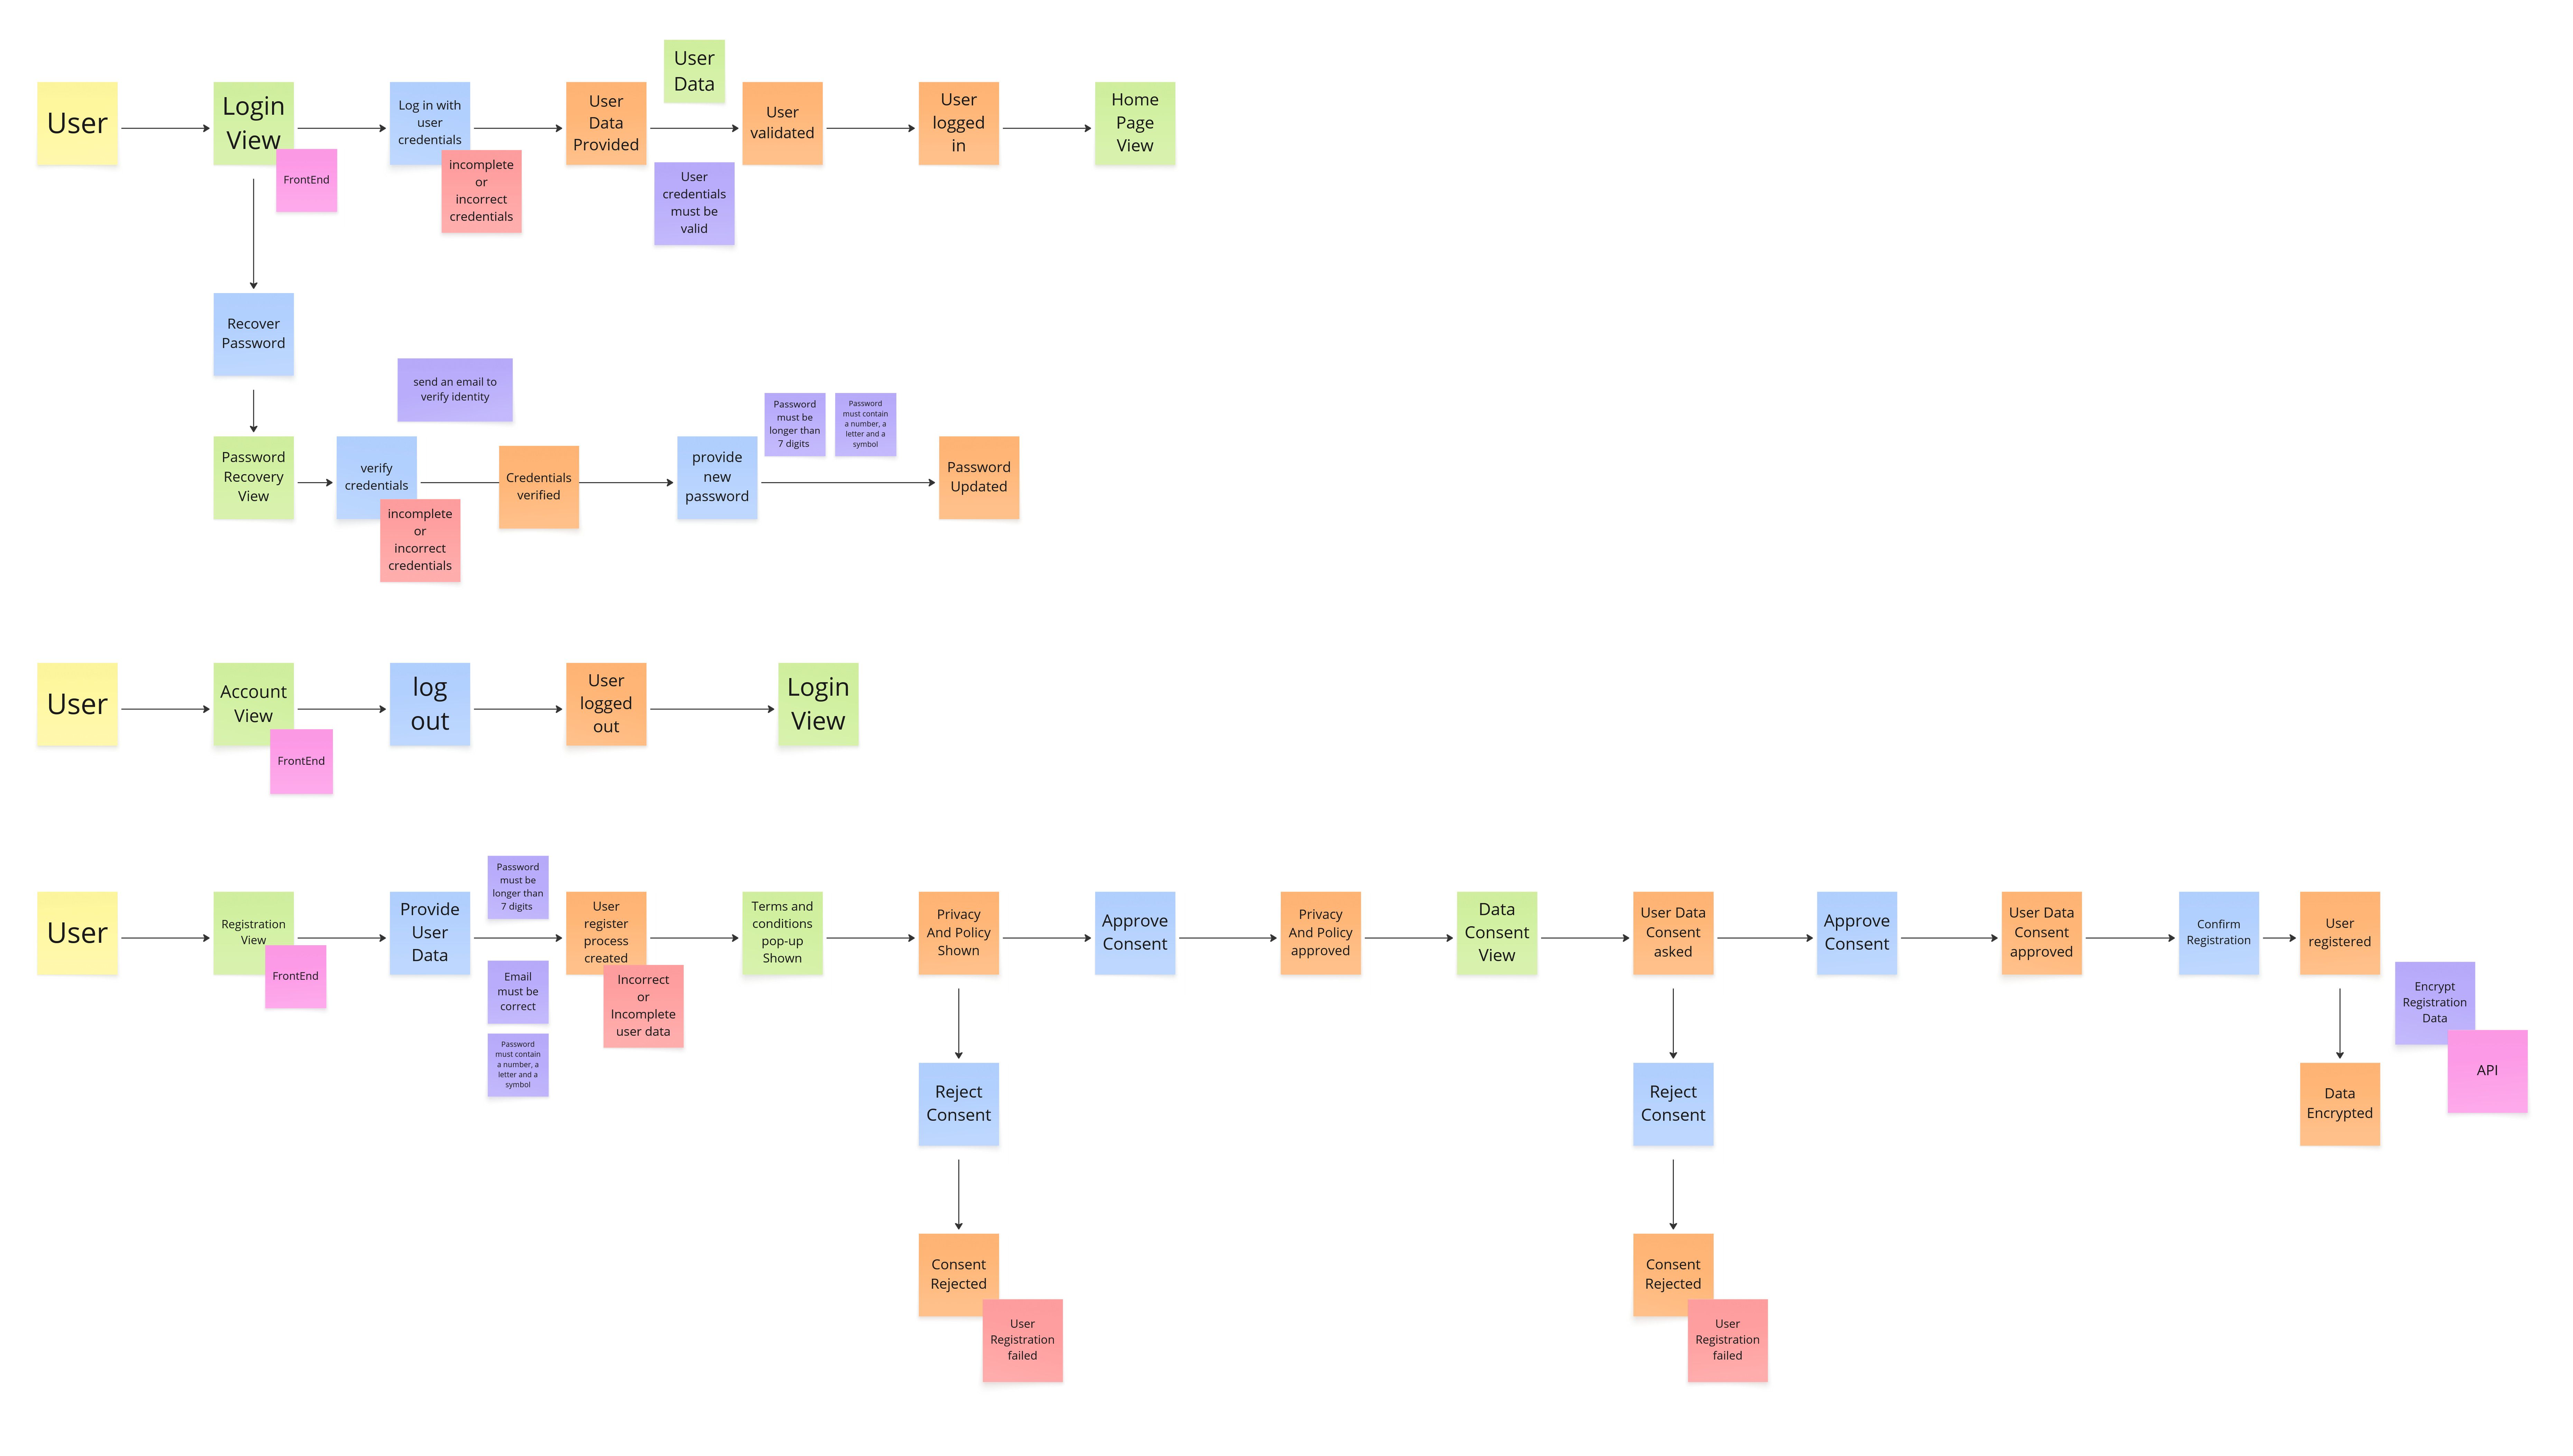 User
Login
View
FrontEnd
Log in with
user
credentials
incomplete
or
incorrect
credentials
User
Data
Provided
User
Data
User
credentials
must be
valid
User
validated
User
logged
in
Home
Page
View
Recover
Password
Password
Recovery
View
verify
credentials
incomplete
or
incorrect
credentials
send an email to
verify identity
Credentials
verified
provide
new
password
Password
must be
longer than
7 digits
Password
must contain
a number, a
letter and a
symbol
Password
Updated
User
Account
View
FrontEnd
log
out
User
logged
out
Login
View
User
Registration
View
FrontEnd
Provide
User
Data
Password
must be
longer than
7 digits
Email
must be
correct
Password
must contain
a number, a
letter and a
symbol
User
register
process
created
Incorrect
or
Incomplete
user data
Terms and
conditions
pop-up
Shown
Privacy
And Policy
Shown
Reject
Consent
Consent
Rejected
User
Registration
failed
Approve
Consent
Privacy
And Policy
approved
Data
Consent
View
User Data
Consent
asked
Reject
Consent
Consent
Rejected
User
Registration
failed
Approve
Consent
User Data
Consent
approved
Confirm
Registration
User
registered
Encrypt
Registration
Data
API
Data
Encrypted